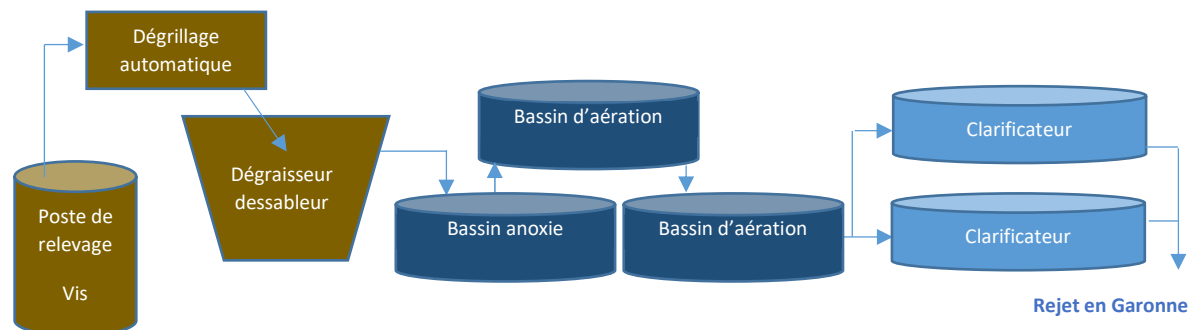 Dégrillage
automatique
Bassin d’aération
Clarificateur
Dégraisseur
dessableur
Poste de
relevage
Vis
Bassin anoxie
Bassin d’aération
Clarificateur
Rejet en Garonne